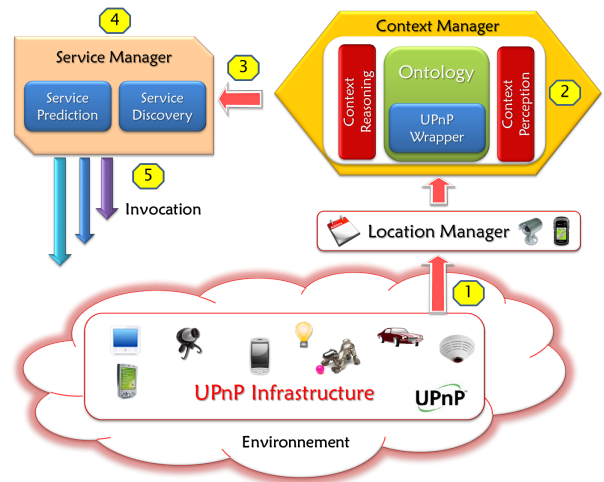 4
Service Manager
Service
Prediction
Service
Discovery
3
Context Manager
Context
Reasoning
Ontology
UPnP
Wrapper
Context
Perception
2
5
Invocation
Location Manager
1
UPnP Infrastructure
UPnP™
Environnement